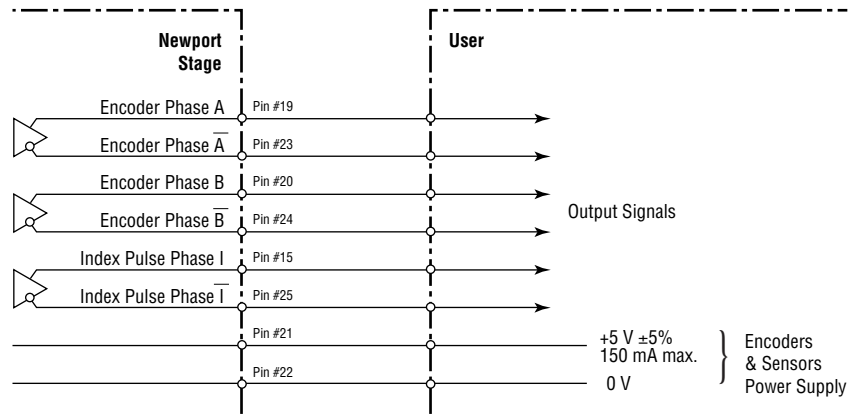 Newport
Stage
User
Encoder Phase A
Pin #19
Encoder Phase A̅
Pin #23
Encoder Phase B
Pin #20
Encoder Phase B̅
Pin #24
Output Signals
Index Pulse Phase I
Pin #15
Index Pulse Phase I̅
Pin #25
Pin #21
+5 V ±5%
150 mA max.
Pin #22
0 V
Encoders
& Sensors
Power Supply